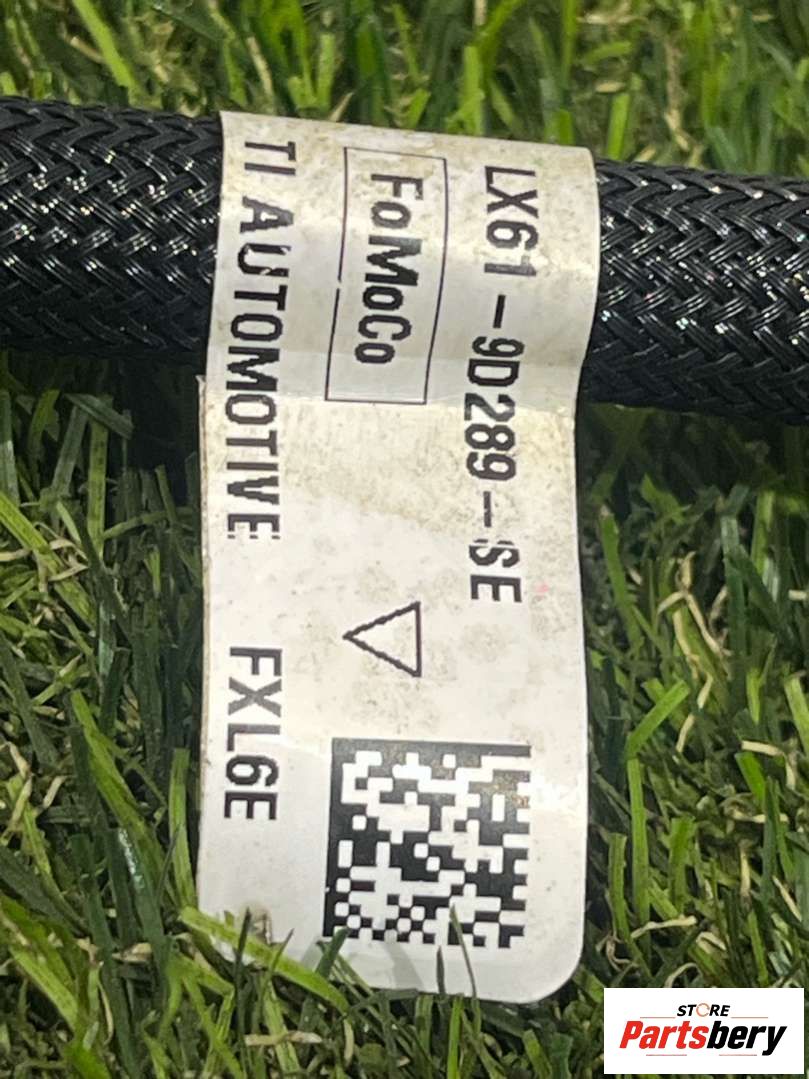 LX61-9D289-SE
FoMoCo
TI AUTOMOTIVE FXL6E
STORE
Partsbery